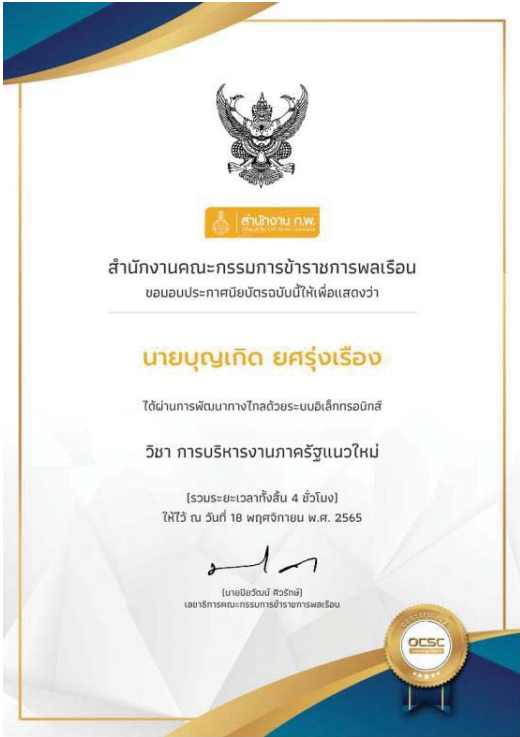 สำนักงาน ก.พ.
Office of the Civil Service Commission
สำนักงานคณะกรรมการข้าราชการพลเรือน
ขอมอบประกาศนียบัตรฉบับนี้ให้เพื่อแสดงว่า
นายบุญเกิด ยศรุ่งเรือง
ได้ผ่านการพัฒนาทางไกลด้วยระบบอิเล็กทรอนิกส์
วิชา การบริหารงานภาครัฐแนวใหม่
(รวมระยะเวลาทั้งสิ้น 4 ชั่วโมง)
ให้ไว้ ณ วันที่ 18 พฤศจิกายน พ.ศ. 2565
(นายปิยวัฒน์ ศิวรักษ์)
เลขาธิการคณะกรรมการข้าราชการพลเรือน
CERTIFICATE
OCSC